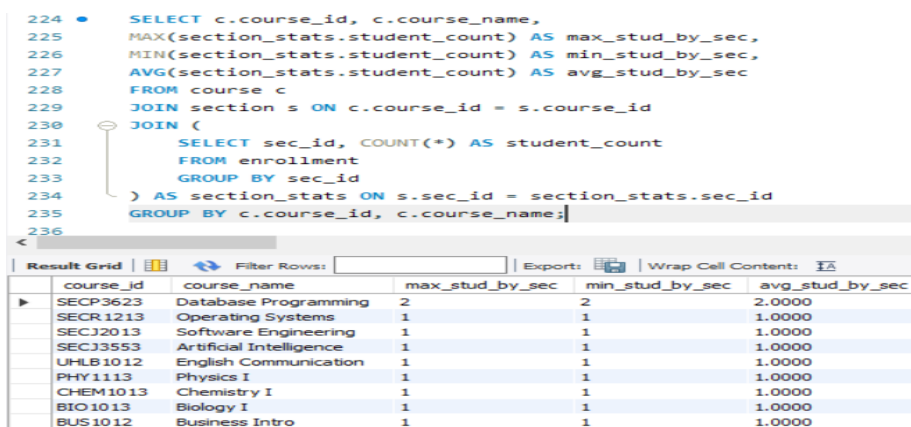 224 SELECT c.course_id, c.course_name,
225 MAX(section_stats.student_count) AS max_stud_by_sec,
226 MIN(section_stats.student_count) AS min_stud_by_sec,
227 AVG(section_stats.student_count) AS avg_stud_by_sec
228 FROM course c
229 JOIN section s ON c.course_id = s.course_id
230 JOIN (
231 SELECT sec_id, COUNT(*) AS student_count
232 FROM enrollment
233 GROUP BY sec_id
234 ) AS section_stats ON s.sec_id = section_stats.sec_id
235 GROUP BY c.course_id, c.course_name;
236
Result Grid Filter Rows: Export: Wrap Cell Content:
course_id course_name max_stud_by_sec min_stud_by_sec avg_stud_by_sec
SECP3623 Database Programming 2 2 2.0000
SECR1213 Operating Systems 1 1 1.0000
SECJ2013 Software Engineering 1 1 1.0000
SECJ3553 Artificial Intelligence 1 1 1.0000
UHLB1012 English Communication 1 1 1.0000
PHY1113 Physics I 1 1 1.0000
CHEM1013 Chemistry I 1 1 1.0000
BIO1013 Biology I 1 1 1.0000
BUS1012 Business Intro 1 1 1.0000